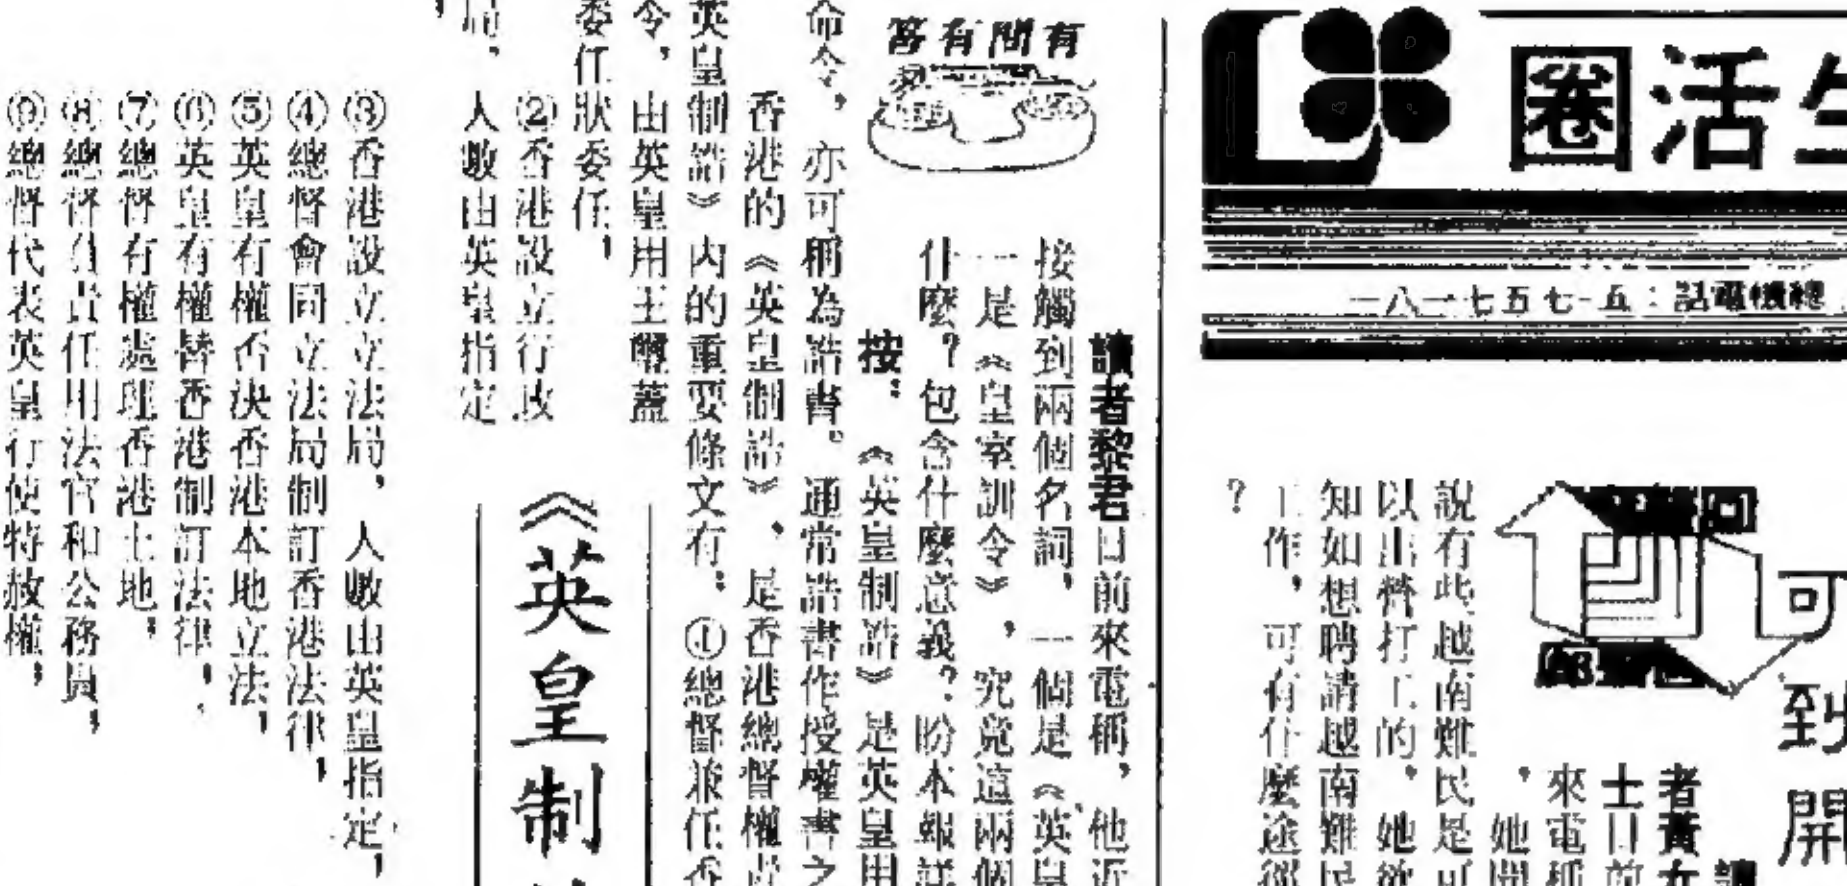 生活圈
總機電話：五－七五七一一八一
有問有答
讀者黎君日前來電稱，他近
接觸到兩個名詞，一個是《英皇
一是《皇室訓令》，究竟這兩個
什麼？包含什麼意義？盼本報
按：《英皇制誥》是英皇用
命令，亦可稱為誥書。通常誥書作授權書之
香港的《英皇制誥》，是香港總督權
英皇制誥》內的重要條文有：①總督兼任香
令，由英皇用王璽蓋
委任狀委任，
②香港設立行政
局，人數由英皇指定
，
《英皇制
③香港設立立法局，人數由英皇指定，
④總督會同立法局制訂香港法律，
⑤英皇有權否決香港本地立法，
⑥英皇有權替香港制訂法律，
⑦總督有權處理香港土地，
⑧總督負責任用法官和公務員，
⑨總督代表英皇行使特赦權，
可
到
開
讀
者黃女
士日前
來電稱
，她開
說有些越南難民是可
以出營打工的，她欲
知如想聘請越南難民
工作，可有什麼途徑
？